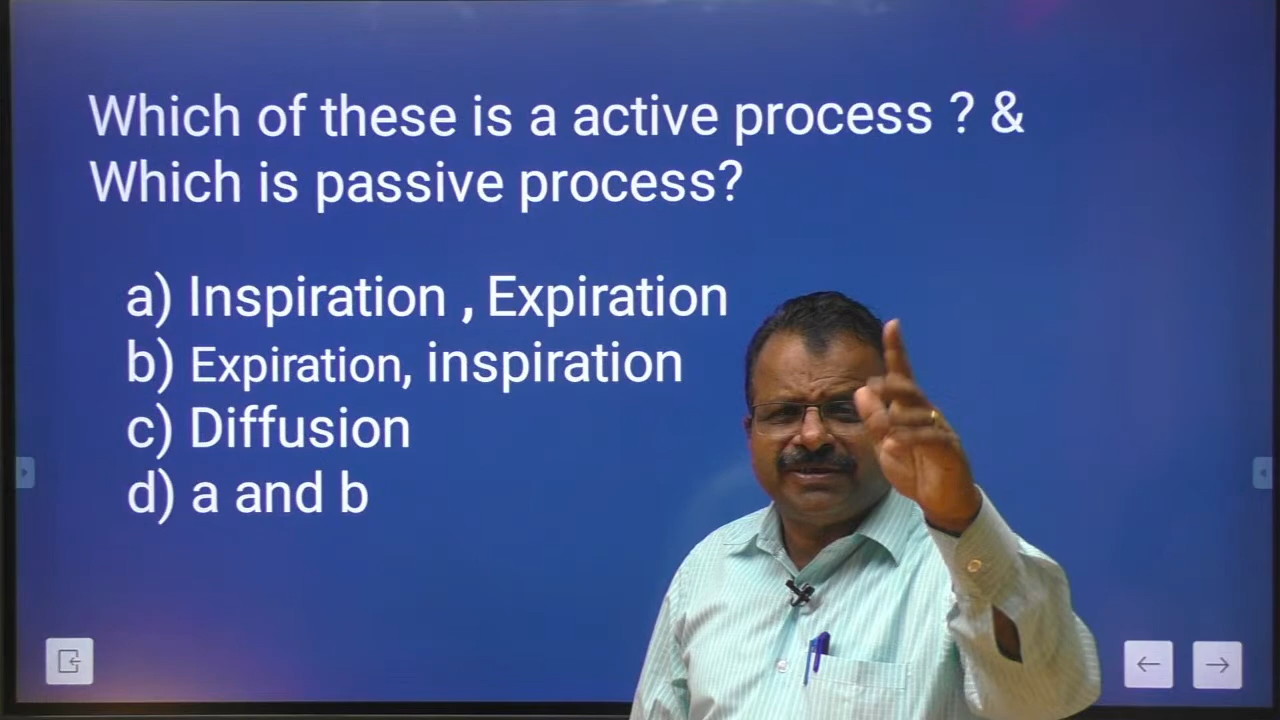 Which of these is a active process ? &
Which is passive process?
a) Inspiration , Expiration
b) Expiration, inspiration
c) Diffusion
d) a and b